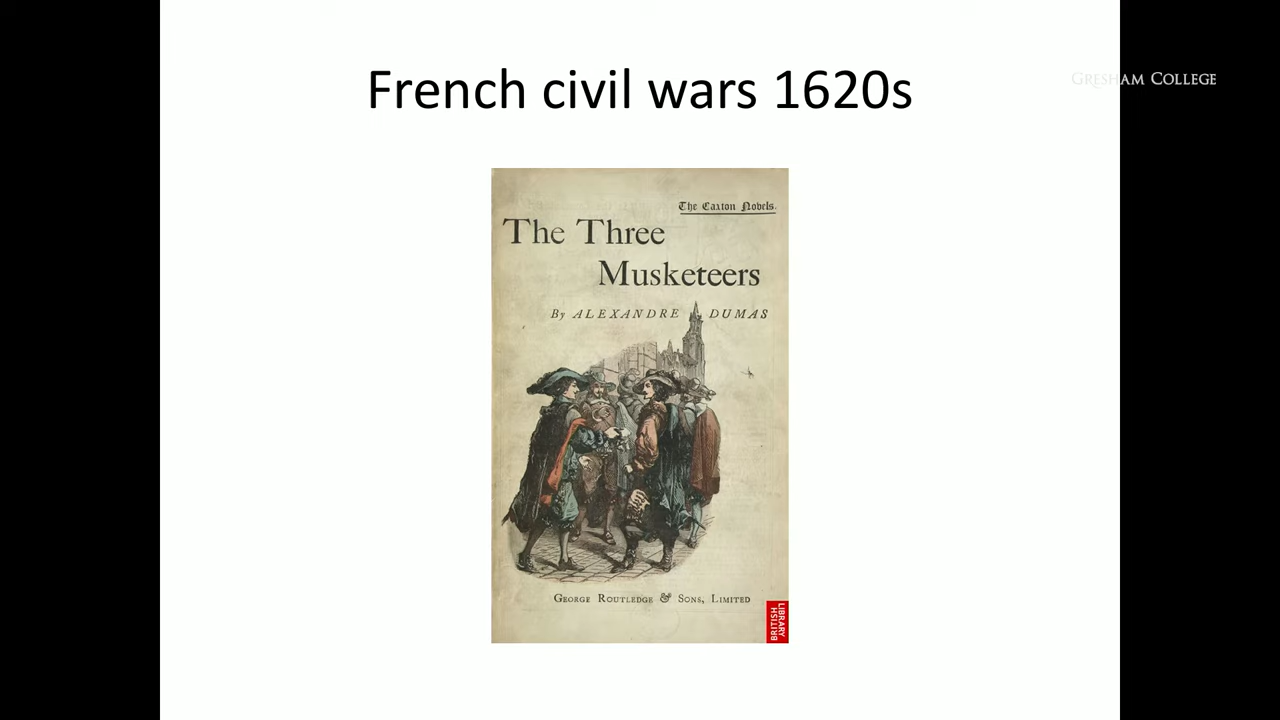 French civil wars 1620s
GRESHAM COLLEGE
The Caxton Novels.
The Three
Musketeers
By ALEXANDRE DUMAS
GEORGE ROUTLEDGE & SONS, LIMITED
BRITISH
LIBRARY